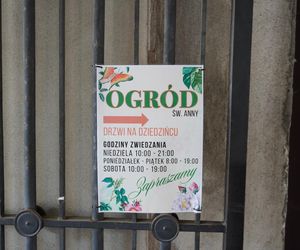 OGRÓD
ŚW. ANNY
DRZWI NA DZIEDZIŃCU
GODZINY ZWIEDZANIA
NIEDZIELA 10:00 - 21:00
PONIEDZIAŁEK - PIĄTEK 8:00 - 19:00
SOBOTA 10:00 - 19:00
Zapraszamy